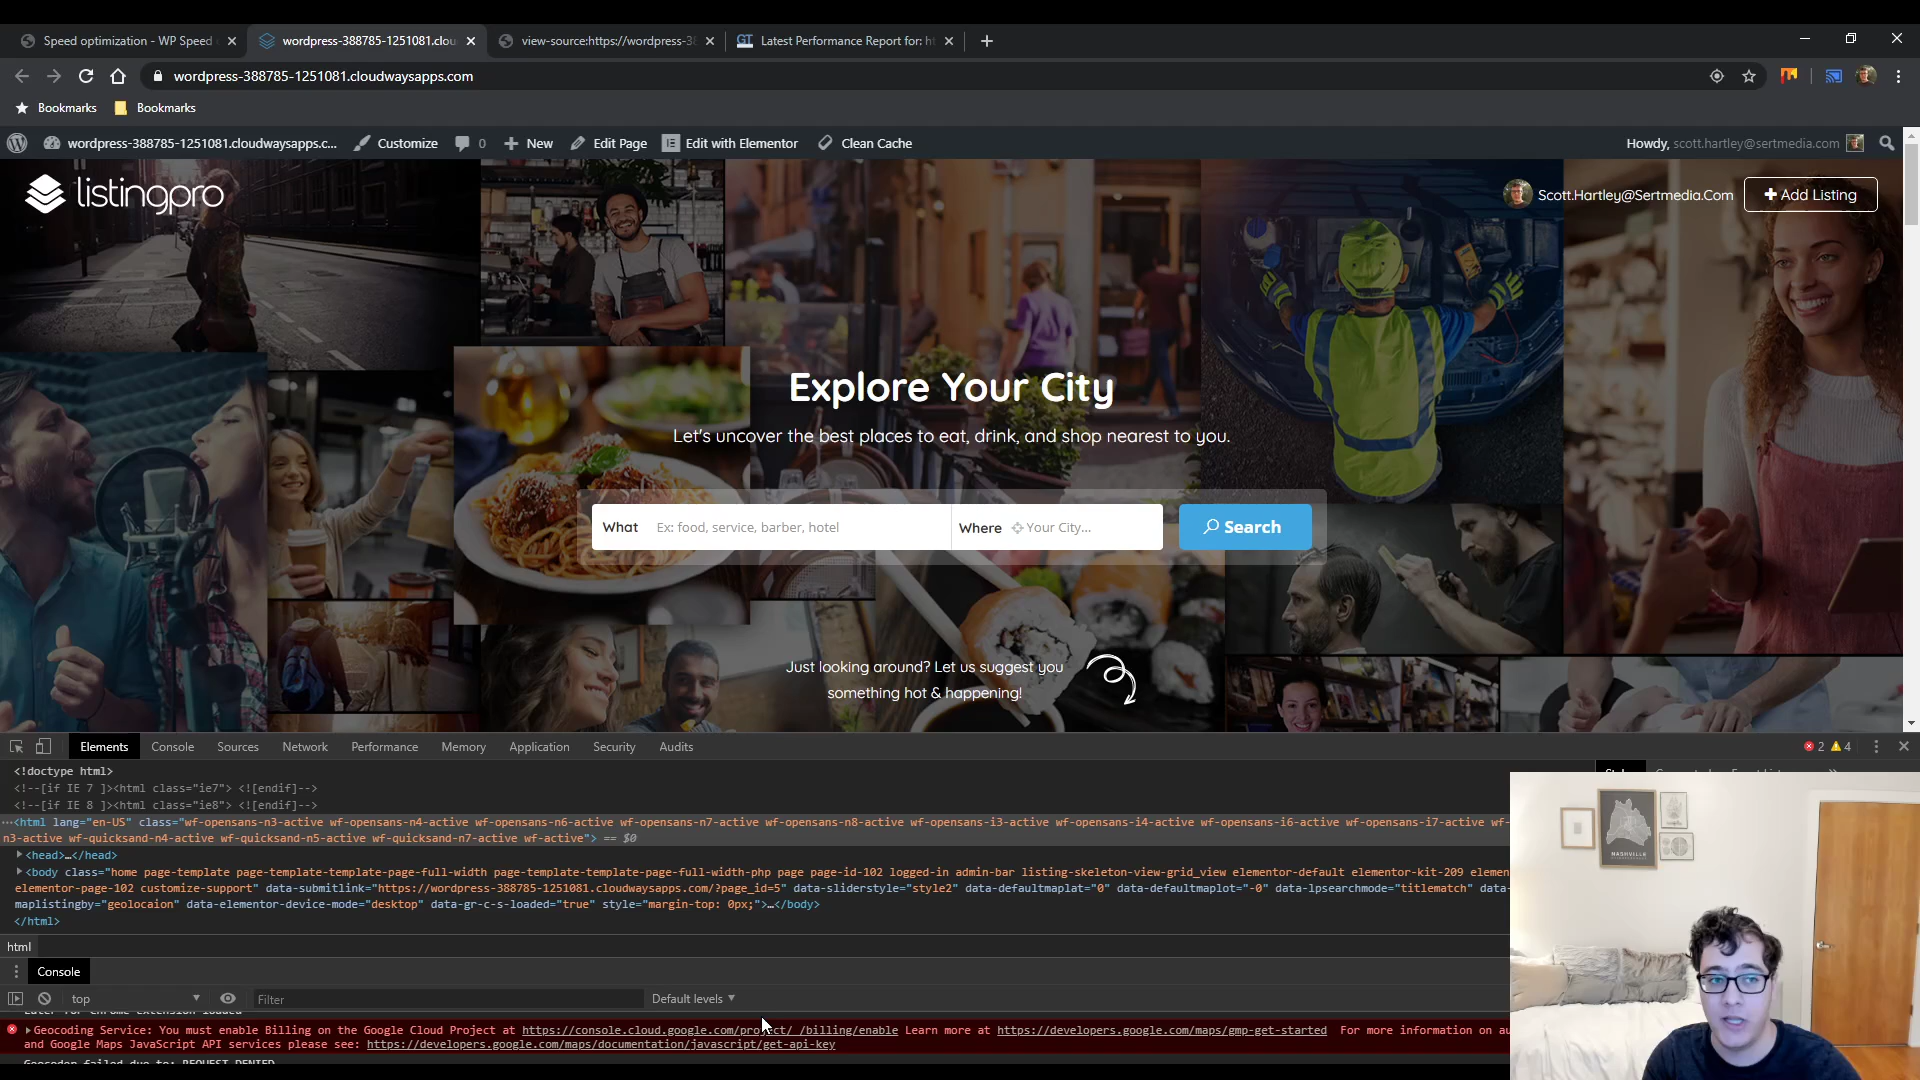 Speed optimization - WP Speed
wordpress-388785-1251081.clou
view-source:https://wordpress-38
GT Latest Performance Report for: ht
wordpress-388785-1251081.cloudwaysapps.com
Bookmarks
Bookmarks
wordpress-388785-1251081.cloudwaysapps.c...
Customize
0
New
Edit Page
Edit with Elementor
Clean Cache
Howdy, scott.hartley@sertmedia.com
listingpro
Scott.Hartley@Sertmedia.Com
Add Listing
Explore Your City
Let's uncover the best places to eat, drink, and shop nearest to you.
What Ex: food, service, barber, hotel
Where Your City...
Search
Just looking around? Let us suggest you
something hot & happening!
Elements Console Sources Network Performance Memory Application Security Audits
2 4
<!doctype html>
<!--[if IE 7 ]><html class="ie7"> <![endif]-->
<!--[if IE 8 ]><html class="ie8"> <![endif]-->
...<html lang="en-US" class="wf-opensans-n3-active wf-opensans-n4-active wf-opensans-n6-active wf-opensans-n7-active wf-opensans-n8-active wf-opensans-i3-active wf-opensans-i4-active wf-opensans-i6-active wf-opensans-i7-active wf-
n3-active wf-quicksand-n4-active wf-quicksand-n5-active wf-quicksand-n7-active wf-active"> == $0
<head>…</head>
<body class="home page-template page-template-template-page-full-width page-template-template-page-full-width-php page page-id-102 logged-in admin-bar listing-skeleton-view-grid_view elementor-default elementor-kit-209 elemen
elementor-page-102 customize-support" data-submitlink="https://wordpress-388785-1251081.cloudwaysapps.com/?page_id=5" data-sliderstyle="style2" data-defaultmaplat="0" data-defaultmaplot="-0" data-lpsearchmode="titlematch" data-
maplistingby="geolocaion" data-elementor-device-mode="desktop" data-gr-c-s-loaded="true" style="margin-top: 0px;">…</body>
</html>
html
Console
top
Filter
Default levels
Geocoding Service: You must enable Billing on the Google Cloud Project at https://console.cloud.google.com/project/_/billing/enable Learn more at https://developers.google.com/maps/gmp-get-started For more information on au
and Google Maps JavaScript API services please see: https://developers.google.com/maps/documentation/javascript/get-api-key
Geocoder failed due to: REQUEST_DENIED
NASHVILLE